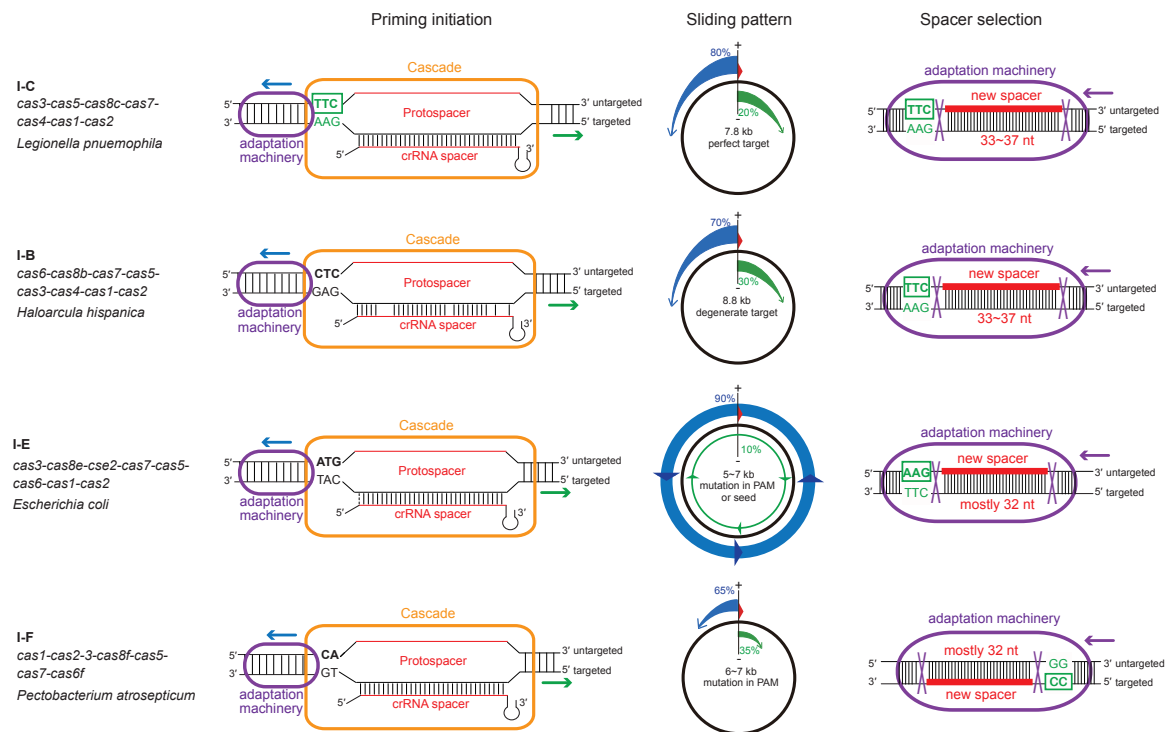 Priming initiation
Sliding pattern
Spacer selection
I-C
cas3-cas5-cas8c-cas7-
cas4-cas1-cas2
Legionella pnuemophila
Cascade
5′
3′
TTC
AAG
Protospacer
3′ untargeted
5′ targeted
adaptation
machinery
5′
crRNA spacer
3′
80%
+
20%
-
7.8 kb
perfect target
adaptation machinery
5′
3′
TTC
AAG
new spacer
33~37 nt
3′ untargeted
5′ targeted
I-B
cas6-cas8b-cas7-cas5-
cas3-cas4-cas1-cas2
Haloarcula hispanica
Cascade
5′
3′
CTC
GAG
Protospacer
3′ untargeted
5′ targeted
adaptation
machinery
5′
crRNA spacer
3′
70%
+
30%
-
8.8 kb
degenerate target
adaptation machinery
5′
3′
TTC
AAG
new spacer
33~37 nt
3′ untargeted
5′ targeted
I-E
cas3-cas8e-cse2-cas7-cas5-
cas6-cas1-cas2
Escherichia coli
Cascade
5′
3′
ATG
TAC
Protospacer
3′ untargeted
5′ targeted
adaptation
machinery
5′
crRNA spacer
3′
90%
+
10%
-
5~7 kb
mutation in PAM
or seed
adaptation machinery
5′
3′
AAG
TTC
new spacer
mostly 32 nt
3′ untargeted
5′ targeted
I-F
cas1-cas2-3-cas8f-cas5-
cas7-cas6f
Pectobacterium atrosepticum
Cascade
5′
3′
CA
GT
Protospacer
3′ untargeted
5′ targeted
adaptation
machinery
5′
crRNA spacer
3′
65%
+
35%
-
6~7 kb
mutation in PAM
adaptation machinery
5′
3′
mostly 32 nt
new spacer
GG
CC
3′ untargeted
5′ targeted